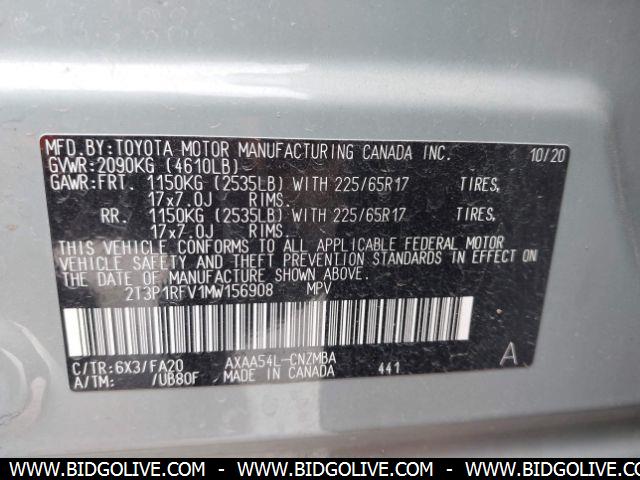 MFD.BY:TOYOTA MOTOR MANUFACTURING CANADA INC. 10/20
GVWR:2090KG (4610LB)
GAWR:FRT. 1150KG (2535LB) WITH 225/65R17 TIRES,
17x7.0J RIMS.
RR. 1150KG (2535LB) WITH 225/65R17 TIRES,
17x7.0J RIMS.
THIS VEHICLE CONFORMS TO ALL APPLICABLE FEDERAL MOTOR
VEHICLE SAFETY AND THEFT PREVENTION STANDARDS IN EFFECT ON
THE DATE OF MANUFACTURE SHOWN ABOVE.
2T3P1RFV1MW156908 MPV
C/TR:6X3/FA20 AXAA54L-CNZMBA 441 A
A/TM: /UB80F MADE IN CANADA
WWW.BIDGOLIVE.COM - WWW.BIDGOLIVE.COM - WWW.BIDGOLIVE.COM